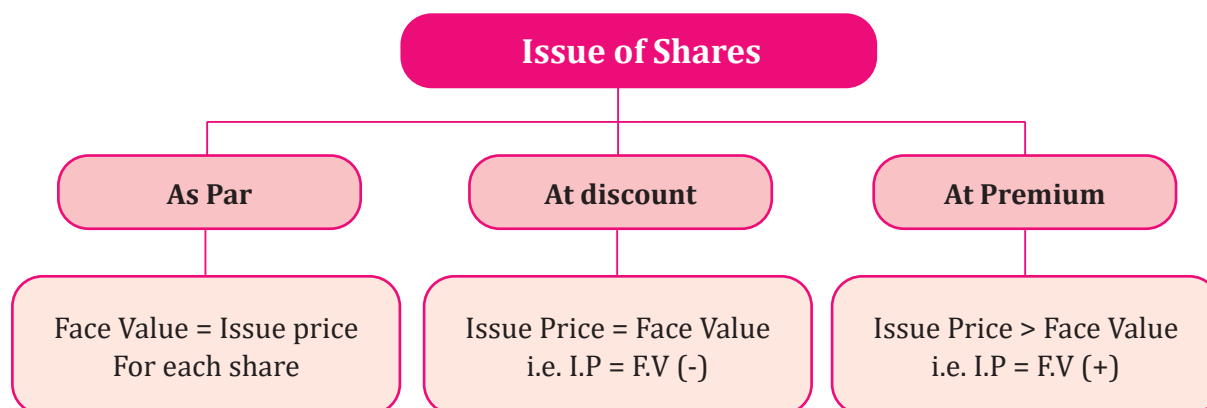 Issue of Shares
As Par
At discount
At Premium
Face Value = Issue price
For each share
Issue Price = Face Value
i.e. I.P = F.V (-)
Issue Price > Face Value
i.e. I.P = F.V (+)